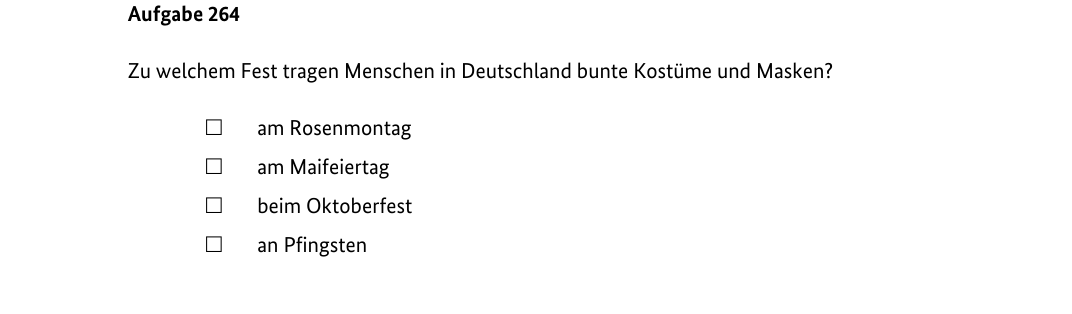 Aufgabe 264
Zu welchem Fest tragen Menschen in Deutschland bunte Kostüme und Masken?
☐ am Rosenmontag
☐ am Maifeiertag
☐ beim Oktoberfest
☐ an Pfingsten